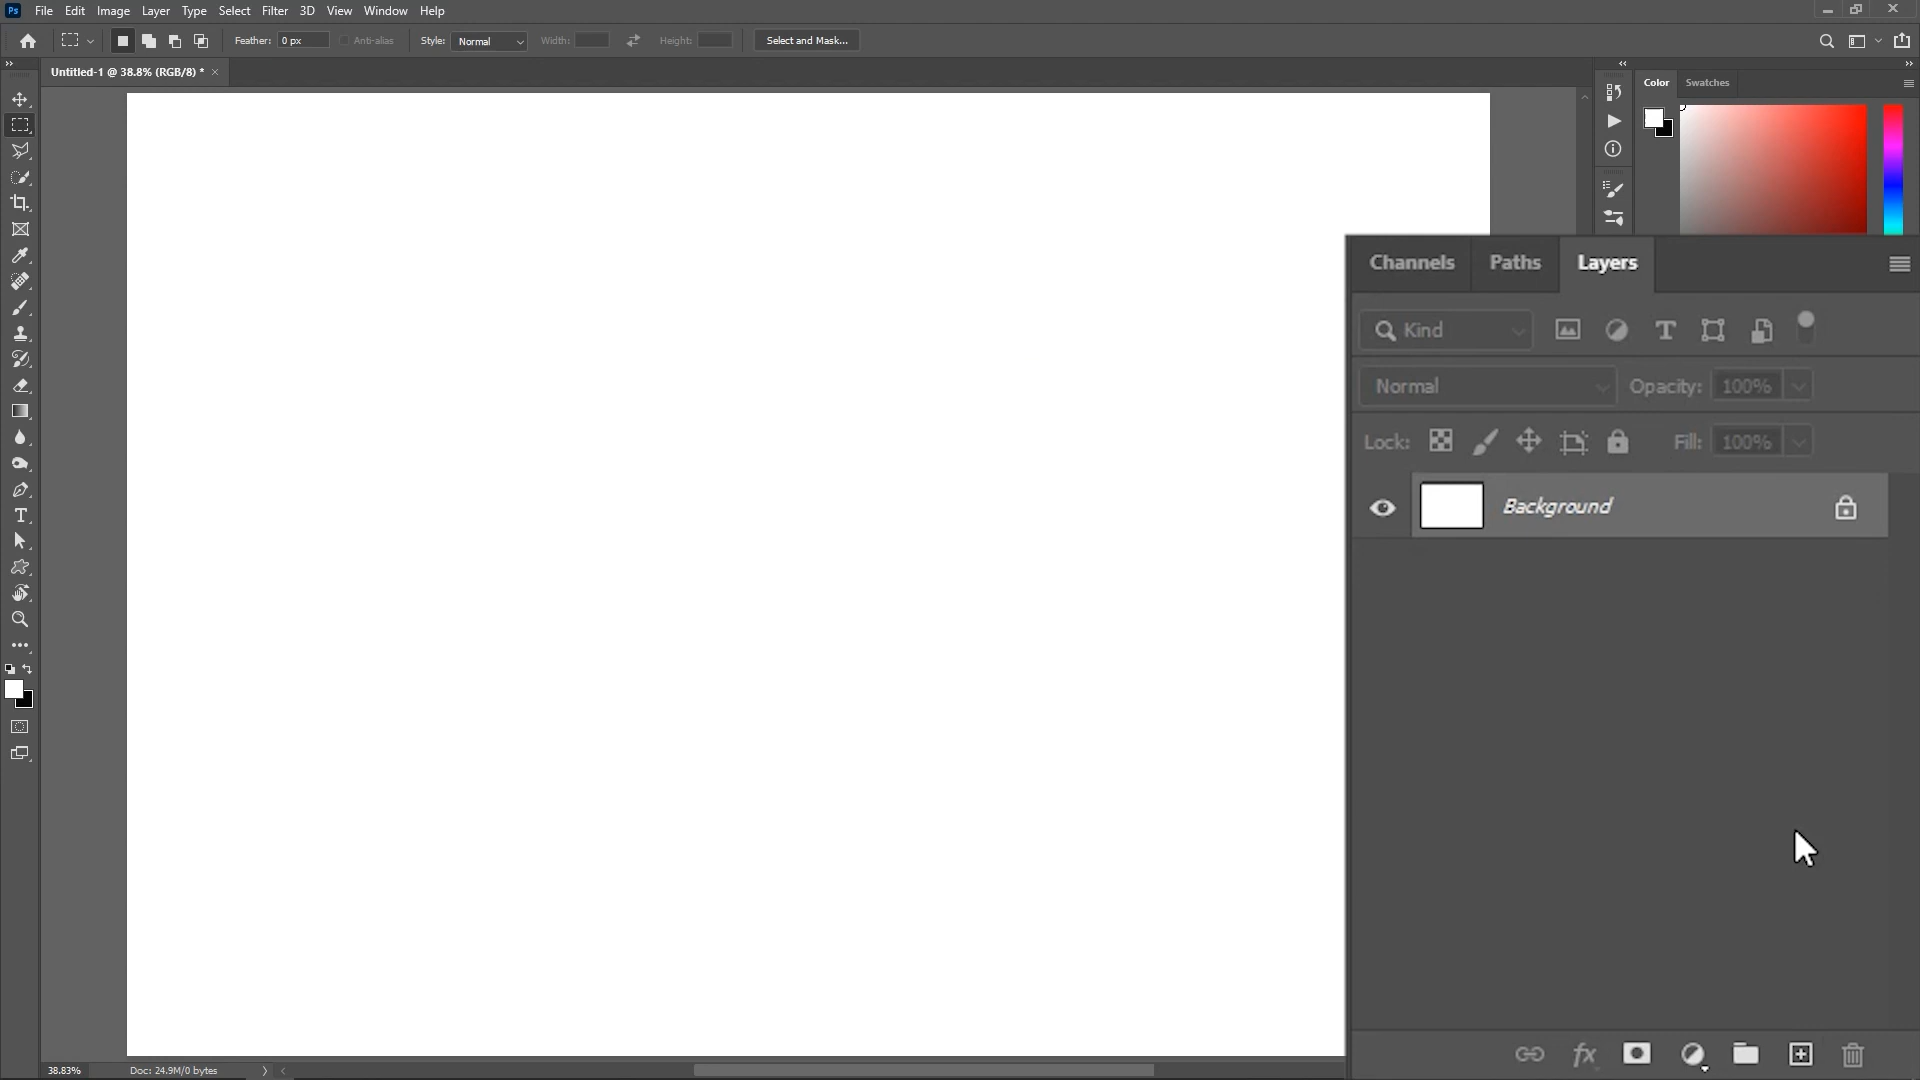 Ps File Edit Image Layer Type Select Filter 3D View Window Help
Feather: 0 px Anti-alias Style: Normal Width: Height: Select and Mask...
Untitled-1 @ 38.8% (RGB/8) * ×
Color Swatches
Channels Paths Layers
Kind
Normal Opacity: 100%
Lock: Fill: 100%
Background
fx
38.83% Doc: 24.9M/0 bytes